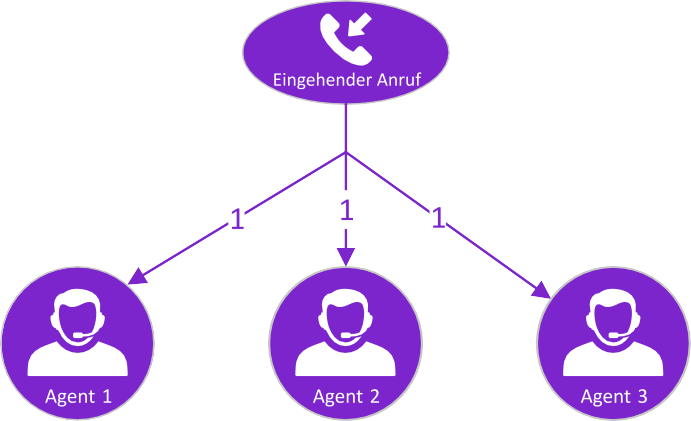 Eingehender Anruf
1
1
1
Agent 1
Agent 2
Agent 3